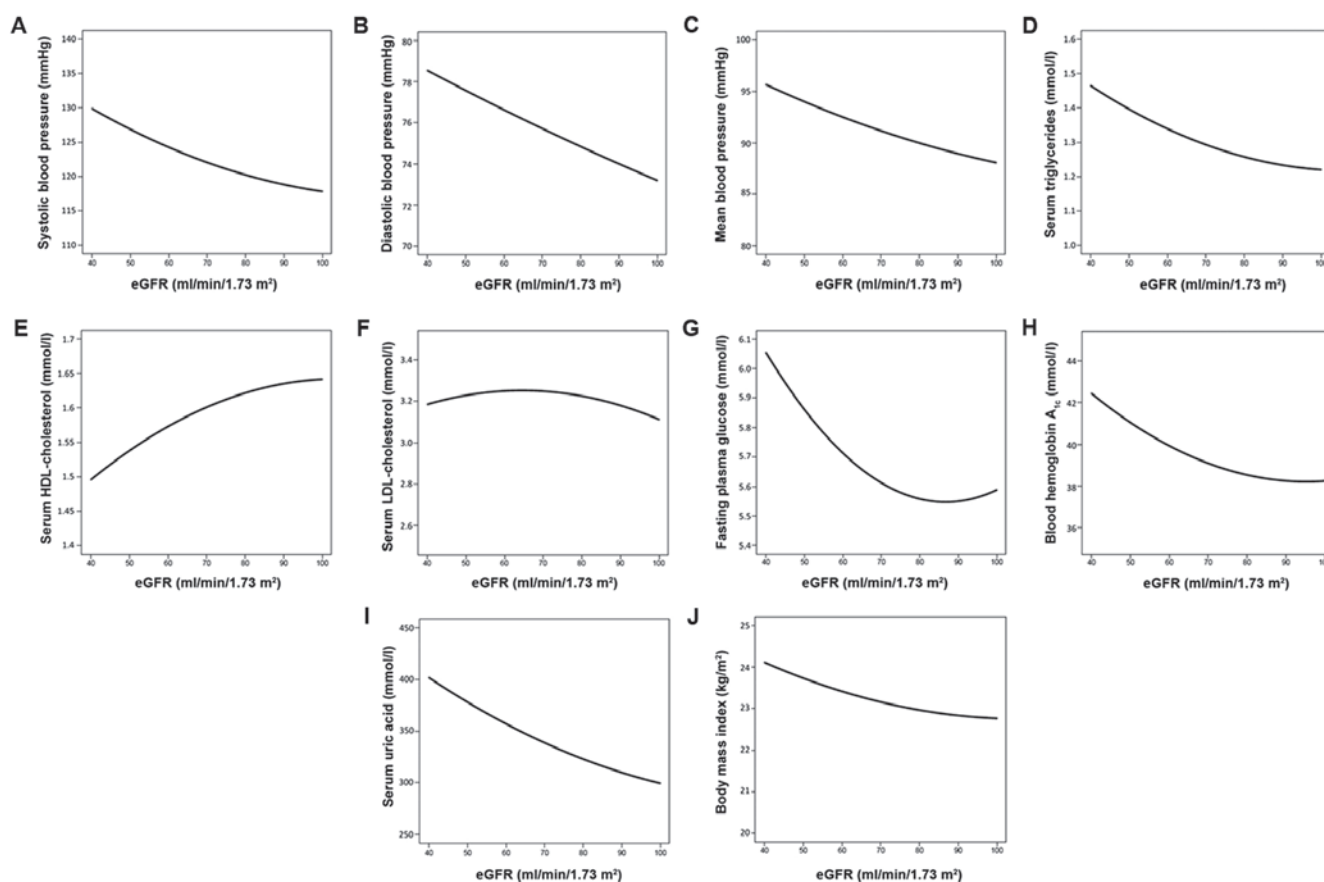 A
Systolic blood pressure (mmHg)
140
135
130
125
120
115
110
40 50 60 70 80 90 100
eGFR (ml/min/1.73 m²)
B
Diastolic blood pressure (mmHg)
80
78
76
74
72
70
40 50 60 70 80 90 100
eGFR (ml/min/1.73 m²)
C
Mean blood pressure (mmHg)
100
95
90
85
80
40 50 60 70 80 90 100
eGFR (ml/min/1.73 m²)
D
Serum triglycerides (mmol/l)
1.6
1.5
1.4
1.3
1.2
1.1
1.0
40 50 60 70 80 90 100
eGFR (ml/min/1.73 m²)
E
Serum HDL-cholesterol (mmol/l)
1.7
1.65
1.6
1.55
1.5
1.45
1.4
40 50 60 70 80 90 100
eGFR (ml/min/1.73 m²)
F
Serum LDL-cholesterol (mmol/l)
3.4
3.2
3.0
2.8
2.6
40 50 60 70 80 90 100
eGFR (ml/min/1.73 m²)
G
Fasting plasma glucose (mmol/l)
6.1
6.0
5.9
5.8
5.7
5.6
5.5
5.4
40 50 60 70 80 90 100
eGFR (ml/min/1.73 m²)
H
Blood hemoglobin A₁c (mmol/l)
44
42
40
38
36
40 50 60 70 80 90 100
eGFR (ml/min/1.73 m²)
I
Serum uric acid (mmol/l)
450
400
350
300
250
40 50 60 70 80 90 100
eGFR (ml/min/1.73 m²)
J
Body mass index (kg/m²)
25
24
23
22
21
20
40 50 60 70 80 90 100
eGFR (ml/min/1.73 m²)